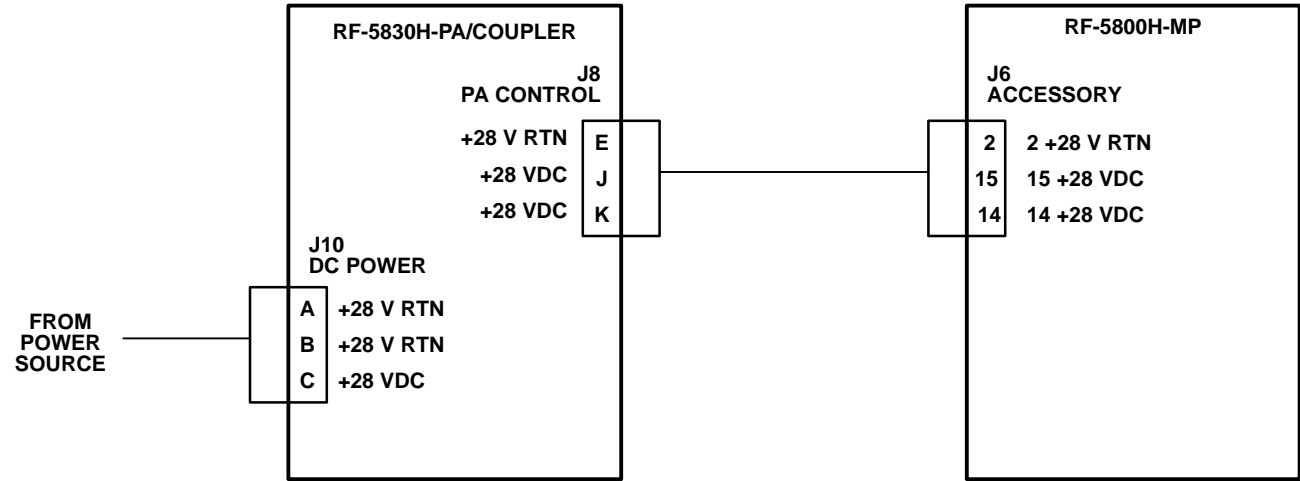 RF-5830H-PA/COUPLER
J8
PA CONTROL
+28 V RTN E
+28 VDC J
+28 VDC K
J10
DC POWER
A +28 V RTN
B +28 V RTN
C +28 VDC
FROM
POWER
SOURCE
RF-5800H-MP
J6
ACCESSORY
2 2 +28 V RTN
15 15 +28 VDC
14 14 +28 VDC